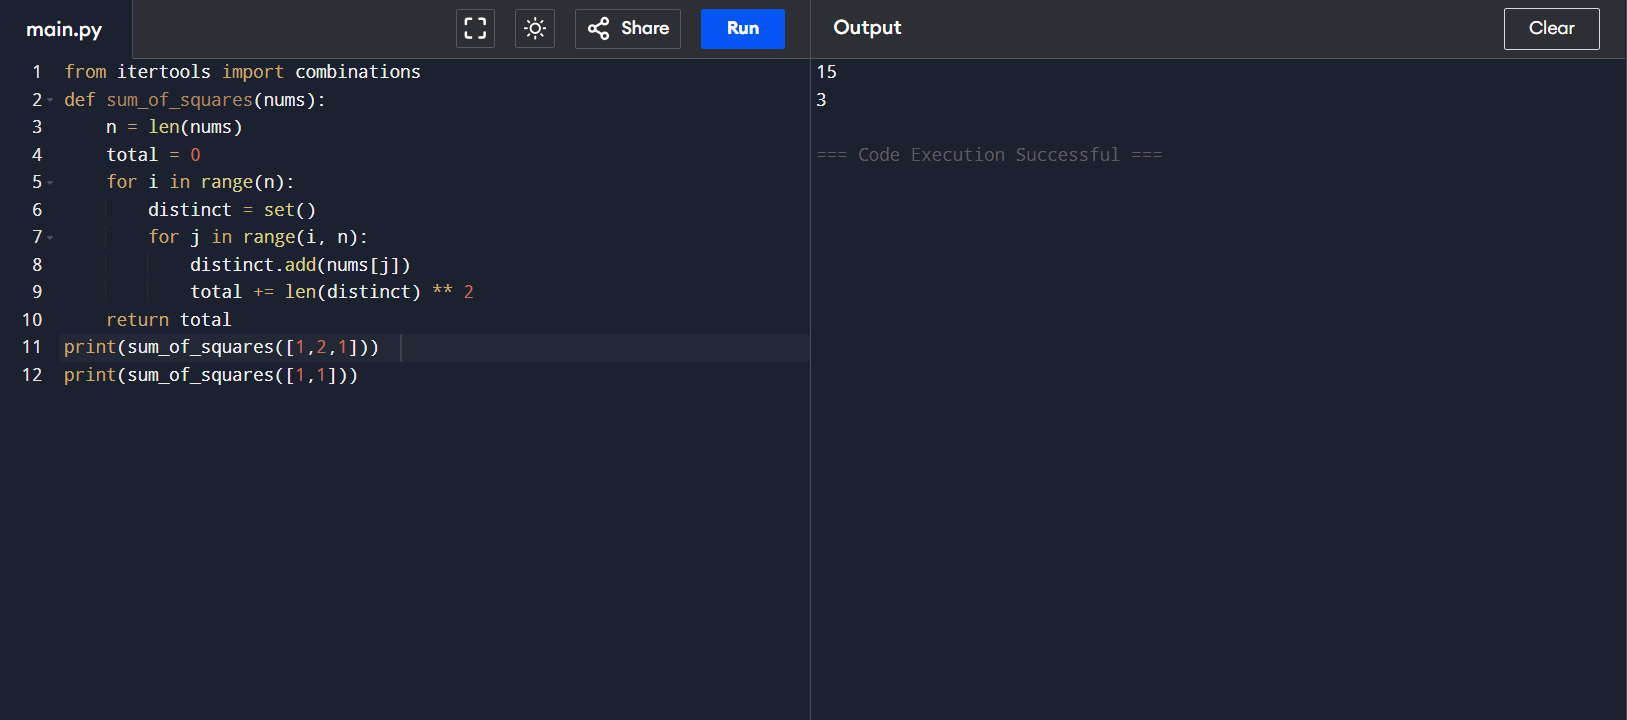 main.py
Share
Run
Output
Clear
1 from itertools import combinations
2 def sum_of_squares(nums):
3     n = len(nums)
4     total = 0
5     for i in range(n):
6         distinct = set()
7         for j in range(i, n):
8             distinct.add(nums[j])
9             total += len(distinct) ** 2
10     return total
11 print(sum_of_squares([1,2,1]))
12 print(sum_of_squares([1,1]))
15
3
=== Code Execution Successful ===